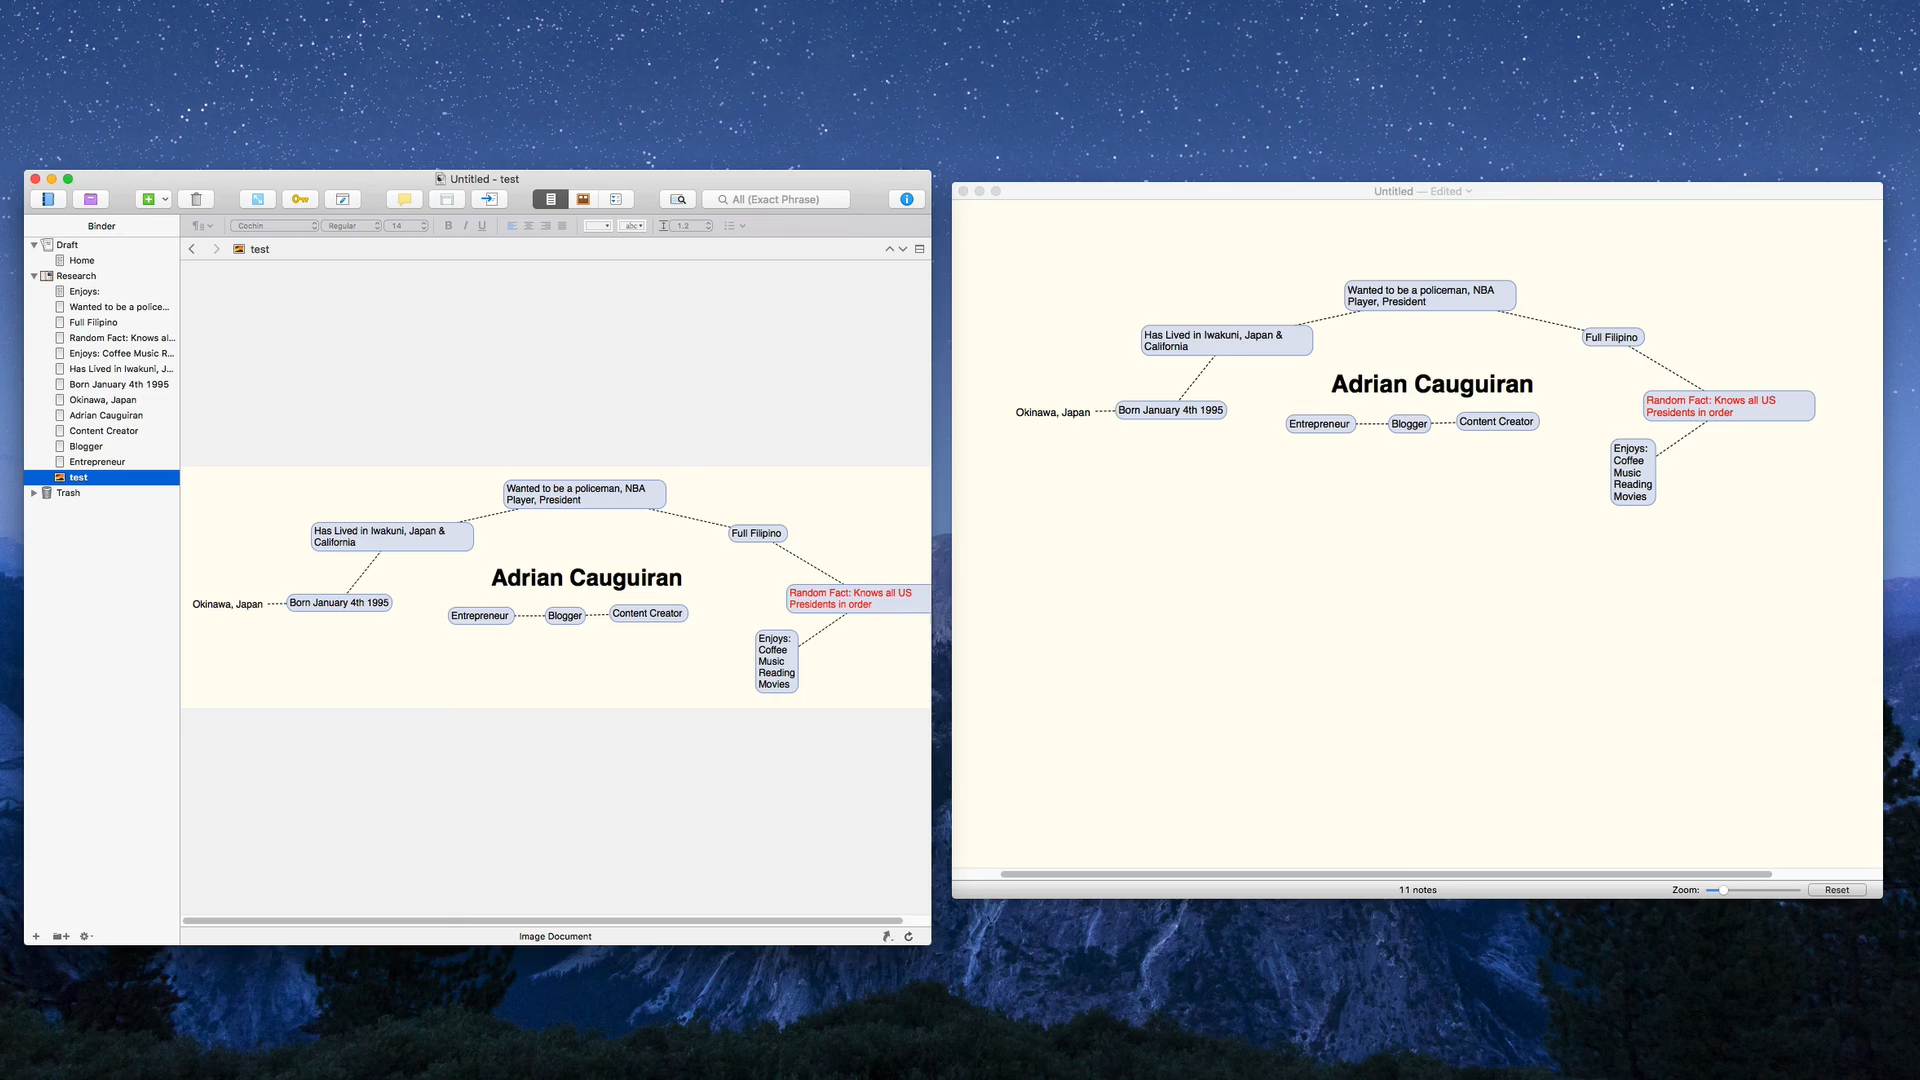 Untitled - test
All (Exact Phrase)
Binder
Cochin
Regular
14
B
I
U
abc
1.2
test
Draft
Home
Research
Enjoys:
Wanted to be a police...
Full Filipino
Random Fact: Knows al...
Enjoys: Coffee Music R...
Has Lived in Iwakuni, J...
Born January 4th 1995
Okinawa, Japan
Adrian Cauguiran
Content Creator
Blogger
Entrepreneur
test
Trash
Wanted to be a policeman, NBA
Player, President
Has Lived in Iwakuni, Japan &
California
Full Filipino
Adrian Cauguiran
Random Fact: Knows all US
Presidents in order
Okinawa, Japan
Born January 4th 1995
Entrepreneur
Blogger
Content Creator
Enjoys:
Coffee
Music
Reading
Movies
Image Document
Untitled — Edited
Wanted to be a policeman, NBA
Player, President
Has Lived in Iwakuni, Japan &
California
Full Filipino
Adrian Cauguiran
Random Fact: Knows all US
Presidents in order
Okinawa, Japan
Born January 4th 1995
Entrepreneur
Blogger
Content Creator
Enjoys:
Coffee
Music
Reading
Movies
11 notes
Zoom:
Reset